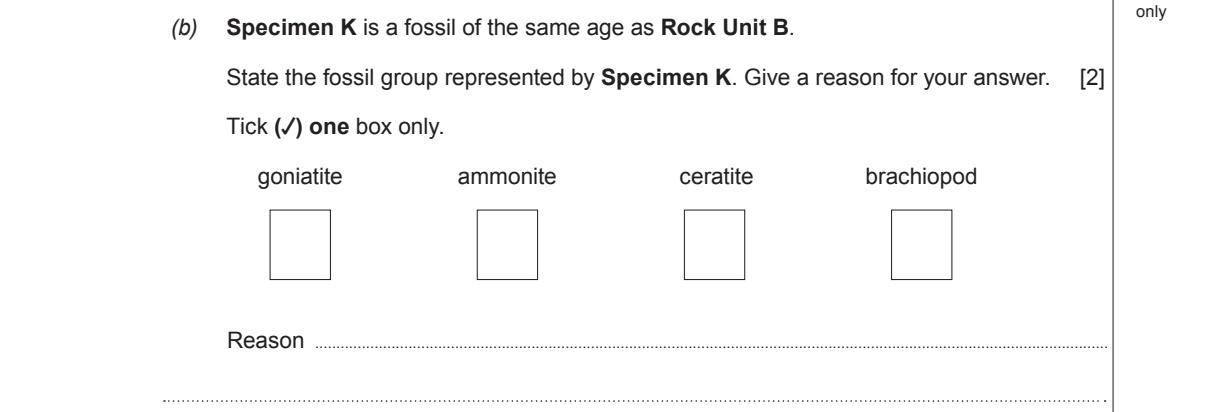 only
(b) Specimen K is a fossil of the same age as Rock Unit B.
State the fossil group represented by Specimen K. Give a reason for your answer. [2]
Tick (✓) one box only.
goniatite ammonite ceratite brachiopod
Reason